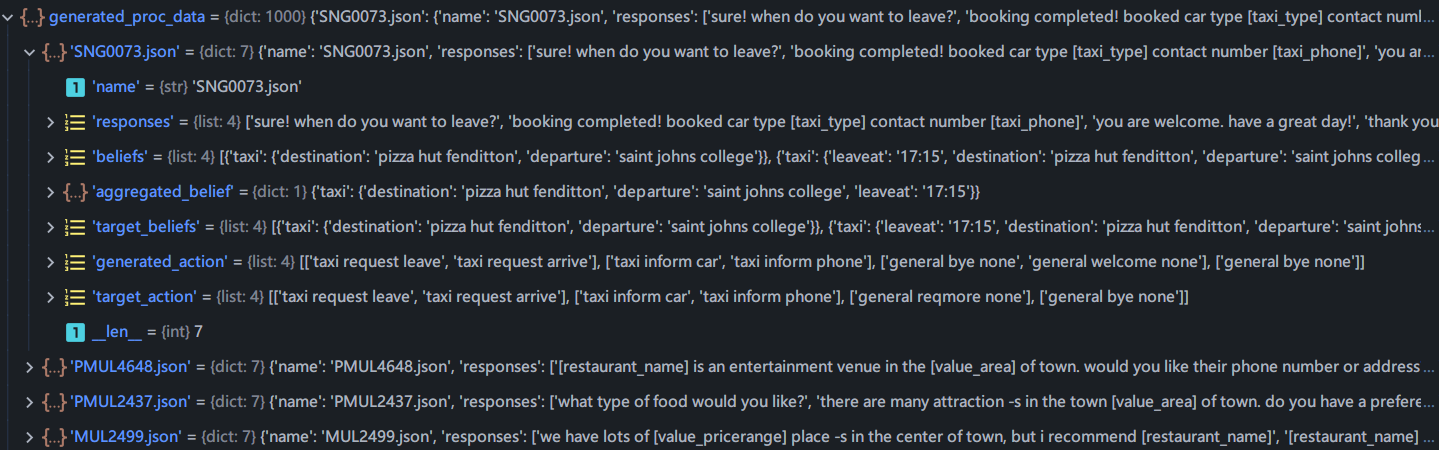 {...} generated_proc_data = {dict: 1000} {'SNG0073.json': {'name': 'SNG0073.json', 'responses': ['sure! when do you want to leave?', 'booking completed! booked car type [taxi_type] contact numl...
{...} 'SNG0073.json' = {dict: 7} {'name': 'SNG0073.json', 'responses': ['sure! when do you want to leave?', 'booking completed! booked car type [taxi_type] contact number [taxi_phone]', 'you ar...
1 'name' = {str} 'SNG0073.json'
'responses' = {list: 4} ['sure! when do you want to leave?', 'booking completed! booked car type [taxi_type] contact number [taxi_phone]', 'you are welcome. have a great day!', 'thank you...
'beliefs' = {list: 4} [{'taxi': {'destination': 'pizza hut fenditton', 'departure': 'saint johns college'}}, {'taxi': {'leaveat': '17:15', 'destination': 'pizza hut fenditton', 'departure': 'saint johns colleg...
{...} 'aggregated_belief' = {dict: 1} {'taxi': {'destination': 'pizza hut fenditton', 'departure': 'saint johns college', 'leaveat': '17:15'}}
'target_beliefs' = {list: 4} [{'taxi': {'destination': 'pizza hut fenditton', 'departure': 'saint johns college'}}, {'taxi': {'leaveat': '17:15', 'destination': 'pizza hut fenditton', 'departure': 'saint johns...
'generated_action' = {list: 4} [['taxi request leave', 'taxi request arrive'], ['taxi inform car', 'taxi inform phone'], ['general bye none', 'general welcome none'], ['general bye none']]
'target_action' = {list: 4} [['taxi request leave', 'taxi request arrive'], ['taxi inform car', 'taxi inform phone'], ['general reqmore none'], ['general bye none']]
1 __len__ = {int} 7
{...} 'PMUL4648.json' = {dict: 7} {'name': 'PMUL4648.json', 'responses': ['[restaurant_name] is an entertainment venue in the [value_area] of town. would you like their phone number or address...
{...} 'PMUL2437.json' = {dict: 7} {'name': 'PMUL2437.json', 'responses': ['what type of food would you like?', 'there are many attraction -s in the town [value_area] of town. do you have a prefere...
{...} 'MUL2499.json' = {dict: 7} {'name': 'MUL2499.json', 'responses': ['we have lots of [value_pricerange] place -s in the center of town, but i recommend [restaurant_name]', '[restaurant_name]...